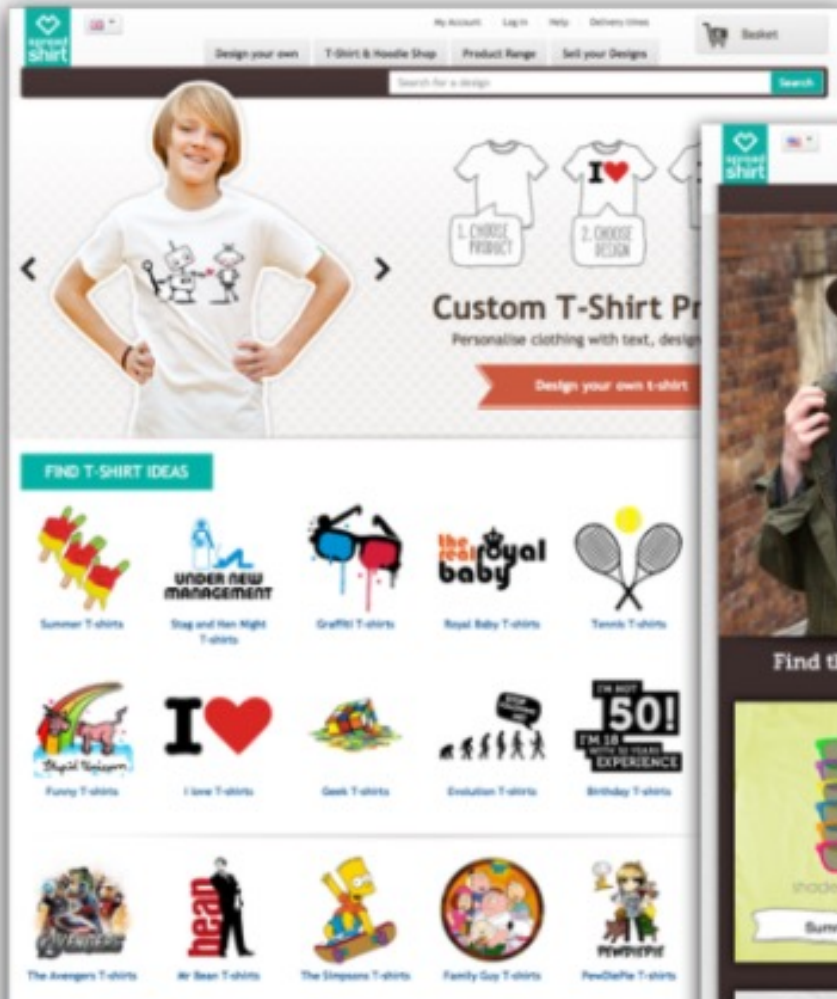 spread
shirt
My Account Log in Help Delivery times
Basket
Design your own T-Shirt & Hoodie Shop Product Range Sell your Designs
Search for a design Search
I
1. CHOOSE
PRODUCT
2. CHOOSE
DESIGN
Custom T-Shirt Pr
Personalise clothing with text, design
Design your own t-shirt
FIND T-SHIRT IDEAS
UNDER NEW
MANAGEMENT
the
real royal
baby
Summer T-shirts
Stag and Hen Night
T-shirts
Graffiti T-shirts
Royal Baby T-shirts
Tennis T-shirts
Stupid Unicorn
I
STOP
FOLLOWING
ME
I'M NOT
50!
I'M 18
WITH 32 YEARS
EXPERIENCE
Funny T-shirts
I love T-shirts
Geek T-shirts
Evolution T-shirts
Birthday T-shirts
AVENGERS
bean
PEWDIEPIE
The Avengers T-shirts
Mr Bean T-shirts
The Simpsons T-shirts
Family Guy T-shirts
PewDiePie T-shirts
spread
shirt
Find th
shade
Summ